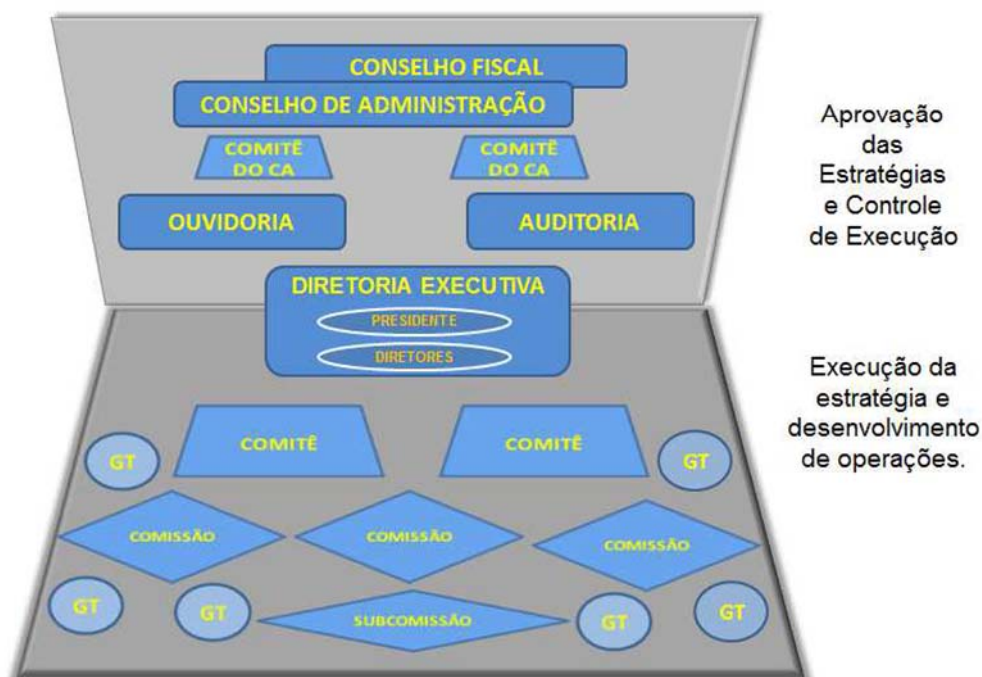 CONSELHO FISCAL
CONSELHO DE ADMINISTRAÇÃO
COMITÊ
DO CA
COMITÊ
DO CA
OUVIDORIA
AUDITORIA
Aprovação
das
Estratégias
e Controle
de Execução
DIRETORIA EXECUTIVA
PRESIDENTE
DIRETORES
Execução da
estratégia e
desenvolvimento
de operações.
COMITÊ
COMITÊ
GT
GT
COMISSÃO
COMISSÃO
COMISSÃO
GT
GT
SUBCOMISSÃO
GT
GT